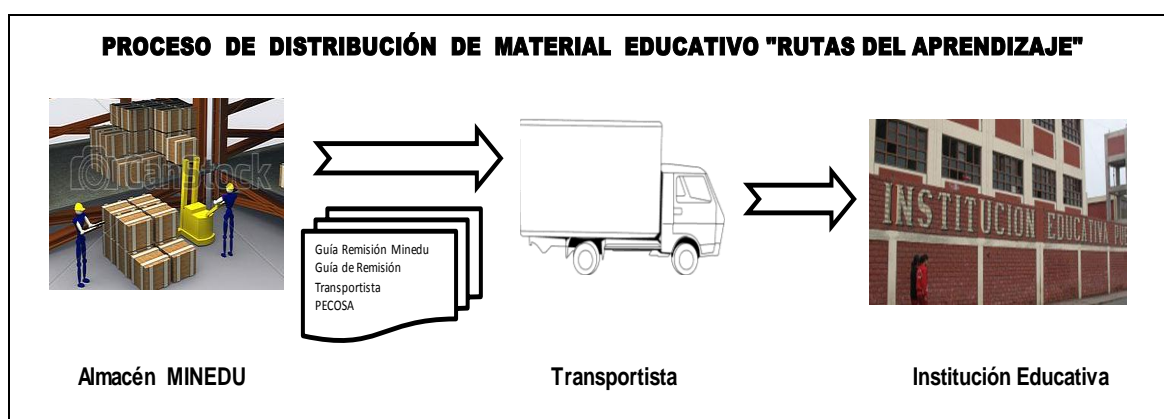 PROCESO DE DISTRIBUCIÓN DE MATERIAL EDUCATIVO "RUTAS DEL APRENDIZAJE"
CanStock
Guía Remisión Minedu
Guía de Remisión
Transportista
PECOSA
INSTITUCION EDUCATIVA
Almacén MINEDU
Transportista
Institución Educativa